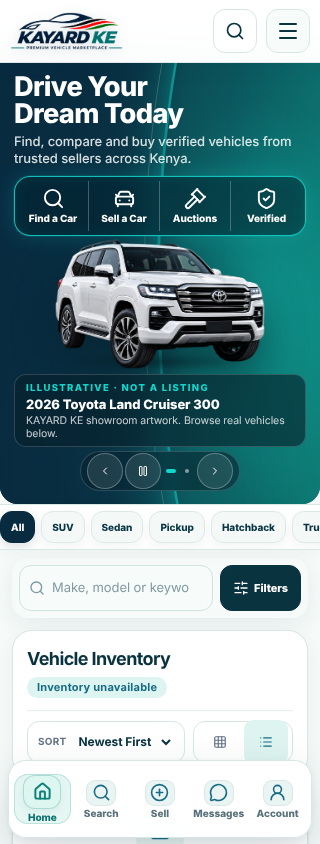 KAYARD KE
PREMIUM VEHICLE MARKETPLACE
Drive Your
Dream Today
Find, compare and buy verified vehicles from
trusted sellers across Kenya.
Find a Car
Sell a Car
Auctions
Verified
ILLUSTRATIVE · NOT A LISTING
2026 Toyota Land Cruiser 300
KAYARD KE showroom artwork. Browse real vehicles
below.
All
SUV
Sedan
Pickup
Hatchback
Tru
Make, model or keywo
Filters
Vehicle Inventory
Inventory unavailable
SORT Newest First
Home
Search
Sell
Messages
Account